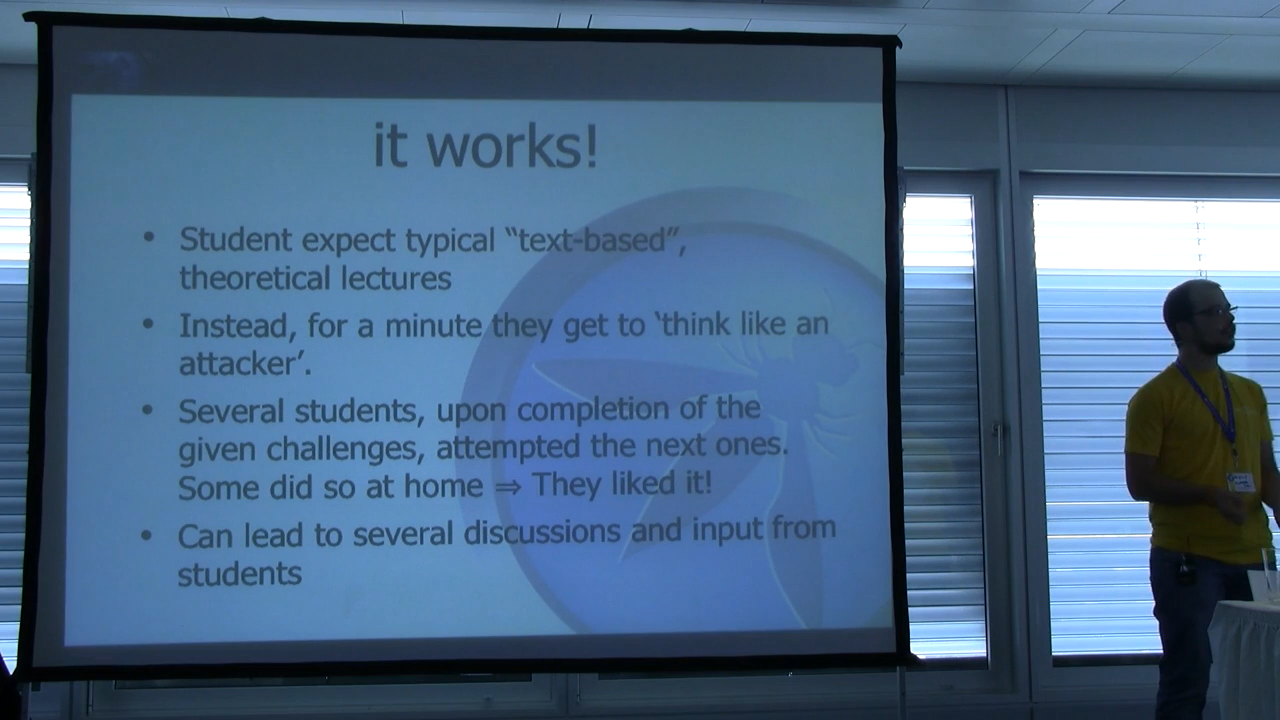 it works!
• Student expect typical “text-based”,
theoretical lectures
• Instead, for a minute they get to ‘think like an
attacker’.
• Several students, upon completion of the
given challenges, attempted the next ones.
Some did so at home ⇒ They liked it!
• Can lead to several discussions and input from
students